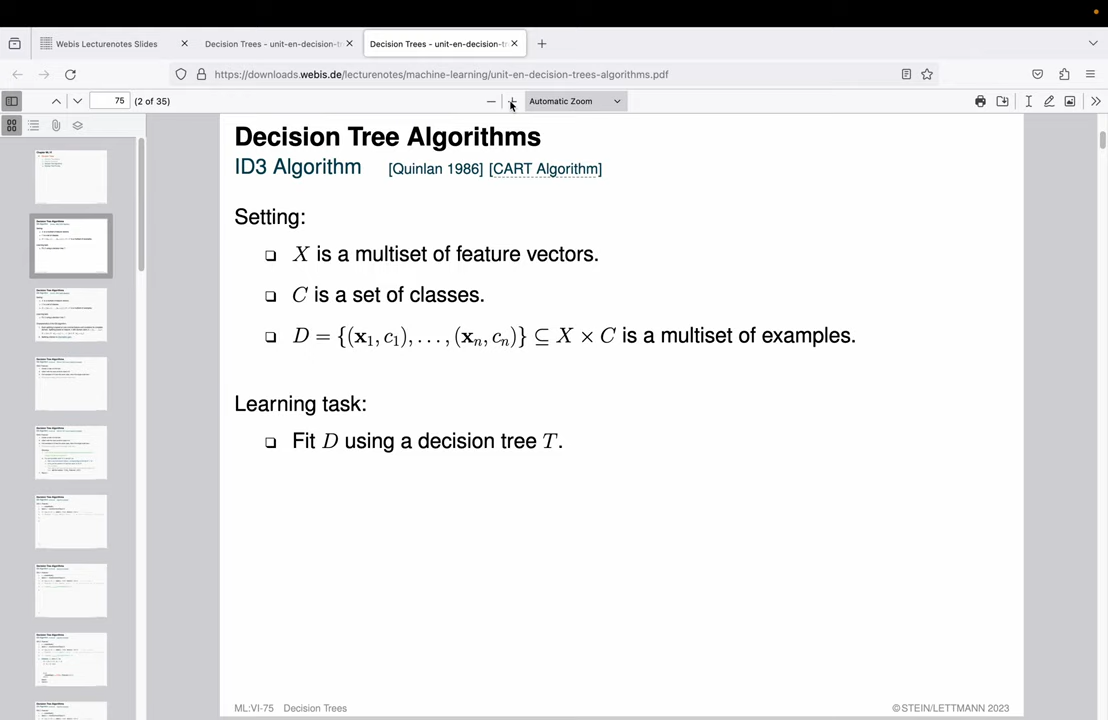 Webis Lecturenotes Slides
Decision Trees - unit-en-decision-t
Decision Trees - unit-en-decision-t
https://downloads.webis.de/lecturenotes/machine-learning/unit-en-decision-trees-algorithms.pdf
75 (2 of 35)
Automatic Zoom
Decision Tree Algorithms
ID3 Algorithm [Quinlan 1986] [CART Algorithm]
Setting:
❑ X is a multiset of feature vectors.
❑ C is a set of classes.
❑ D = {(x₁, c₁), . . . , (xₙ, cₙ)} ⊆ X × C is a multiset of examples.
Learning task:
❑ Fit D using a decision tree T.
ML:VI-75 Decision Trees
©STEIN/LETTMANN 2023